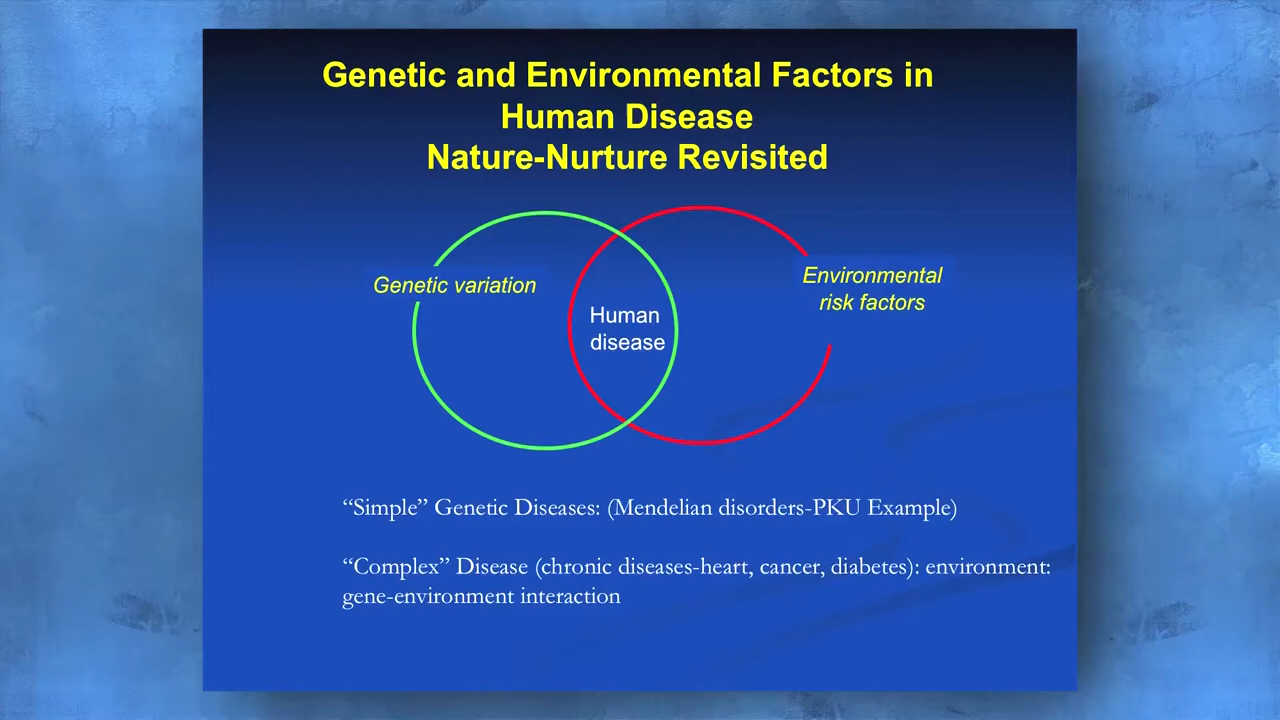 Genetic and Environmental Factors in
Human Disease
Nature-Nurture Revisited
Genetic variation
Environmental
risk factors
Human
disease
“Simple” Genetic Diseases: (Mendelian disorders-PKU Example)
“Complex” Disease (chronic diseases-heart, cancer, diabetes): environment:
gene-environment interaction